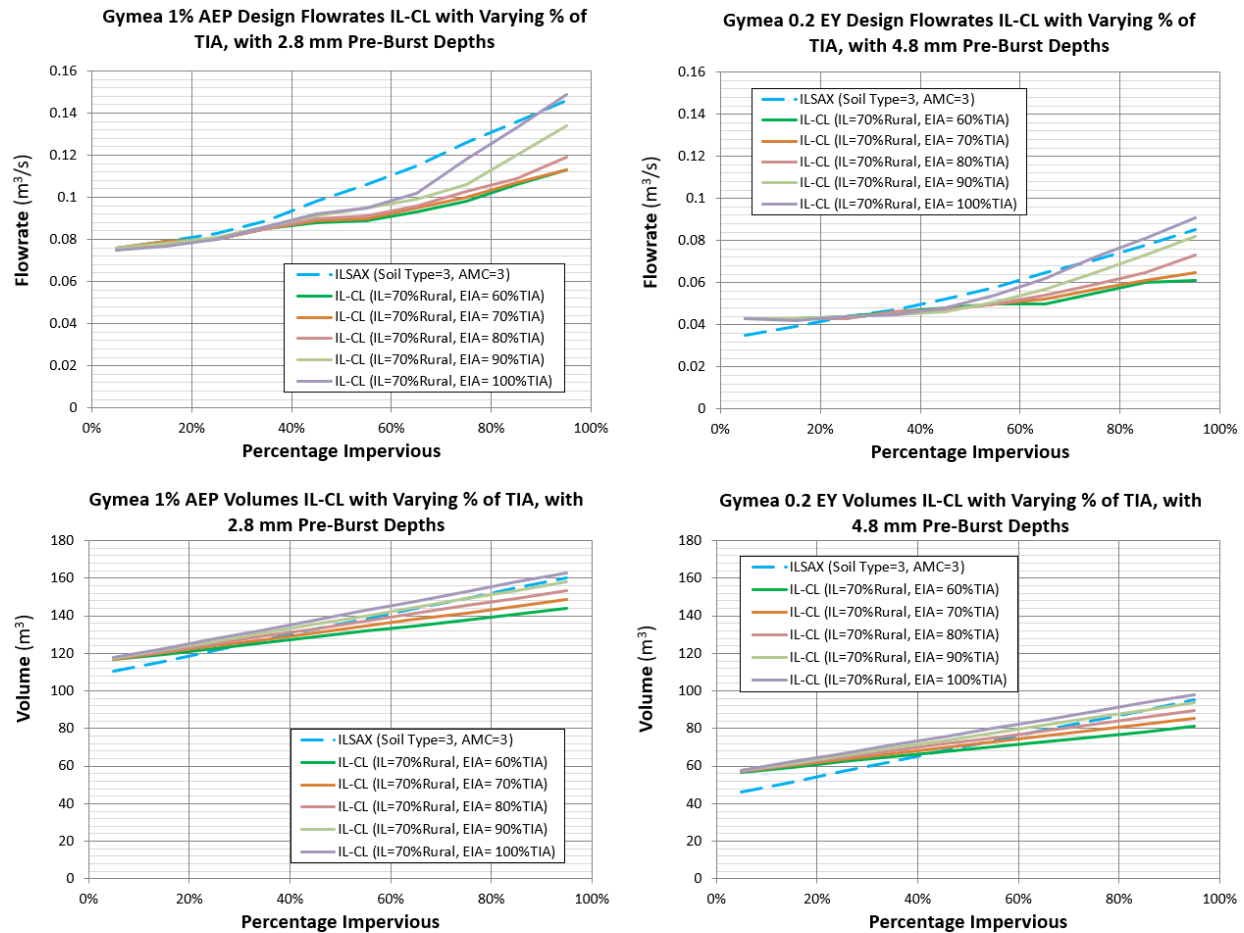 Gymea 1% AEP Design Flowrates IL-CL with Varying % of
TIA, with 2.8 mm Pre-Burst Depths
0.16
0.14
0.12
0.1
0.08
0.06
0.04
0.02
0
Flowrate (m³/s)
ILSAX (Soil Type=3, AMC=3)
IL-CL (IL=70%Rural, EIA= 60%TIA)
IL-CL (IL=70%Rural, EIA= 70%TIA)
IL-CL (IL=70%Rural, EIA= 80%TIA)
IL-CL (IL=70%Rural, EIA= 90%TIA)
IL-CL (IL=70%Rural, EIA= 100%TIA)
0% 20% 40% 60% 80% 100%
Percentage Impervious
Gymea 0.2 EY Design Flowrates IL-CL with Varying % of
TIA, with 4.8 mm Pre-Burst Depths
0.16
0.14
0.12
0.1
0.08
0.06
0.04
0.02
0
Flowrate (m³/s)
ILSAX (Soil Type=3, AMC=3)
IL-CL (IL=70%Rural, EIA= 60%TIA)
IL-CL (IL=70%Rural, EIA= 70%TIA)
IL-CL (IL=70%Rural, EIA= 80%TIA)
IL-CL (IL=70%Rural, EIA= 90%TIA)
IL-CL (IL=70%Rural, EIA= 100%TIA)
0% 20% 40% 60% 80% 100%
Percentage Impervious
Gymea 1% AEP Volumes IL-CL with Varying % of TIA, with
2.8 mm Pre-Burst Depths
180
160
140
120
100
80
60
40
20
0
Volume (m³)
ILSAX (Soil Type=3, AMC=3)
IL-CL (IL=70%Rural, EIA= 60%TIA)
IL-CL (IL=70%Rural, EIA= 70%TIA)
IL-CL (IL=70%Rural, EIA= 80%TIA)
IL-CL (IL=70%Rural, EIA= 90%TIA)
IL-CL (IL=70%Rural, EIA= 100%TIA)
0% 20% 40% 60% 80% 100%
Percentage Impervious
Gymea 0.2 EY Volumes IL-CL with Varying % of TIA, with
4.8 mm Pre-Burst Depths
180
160
140
120
100
80
60
40
20
0
Volume (m³)
ILSAX (Soil Type=3, AMC=3)
IL-CL (IL=70%Rural, EIA= 60%TIA)
IL-CL (IL=70%Rural, EIA= 70%TIA)
IL-CL (IL=70%Rural, EIA= 80%TIA)
IL-CL (IL=70%Rural, EIA= 90%TIA)
IL-CL (IL=70%Rural, EIA= 100%TIA)
0% 20% 40% 60% 80% 100%
Percentage Impervious